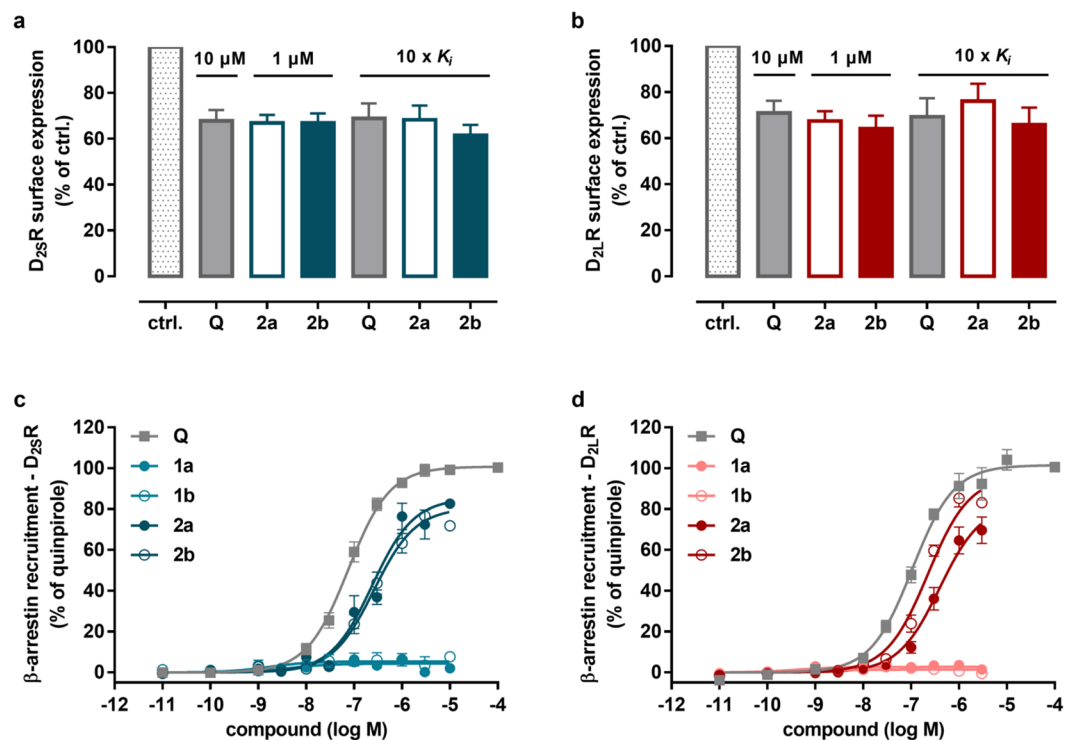 a
D2SR surface expression
(% of ctrl.)
100
80
60
40
20
0
10 µM
1 µM
10 x Ki
ctrl.
Q
2a
2b
Q
2a
2b
b
D2LR surface expression
(% of ctrl.)
100
80
60
40
20
0
10 µM
1 µM
10 x Ki
ctrl.
Q
2a
2b
Q
2a
2b
c
β-arrestin recruitment - D2SR
(% of quinpirole)
120
100
80
60
40
20
0
Q
1a
1b
2a
2b
-12
-11
-10
-9
-8
-7
-6
-5
-4
compound (log M)
d
β-arrestin recruitment - D2LR
(% of quinpirole)
120
100
80
60
40
20
0
Q
1a
1b
2a
2b
-12
-11
-10
-9
-8
-7
-6
-5
-4
compound (log M)